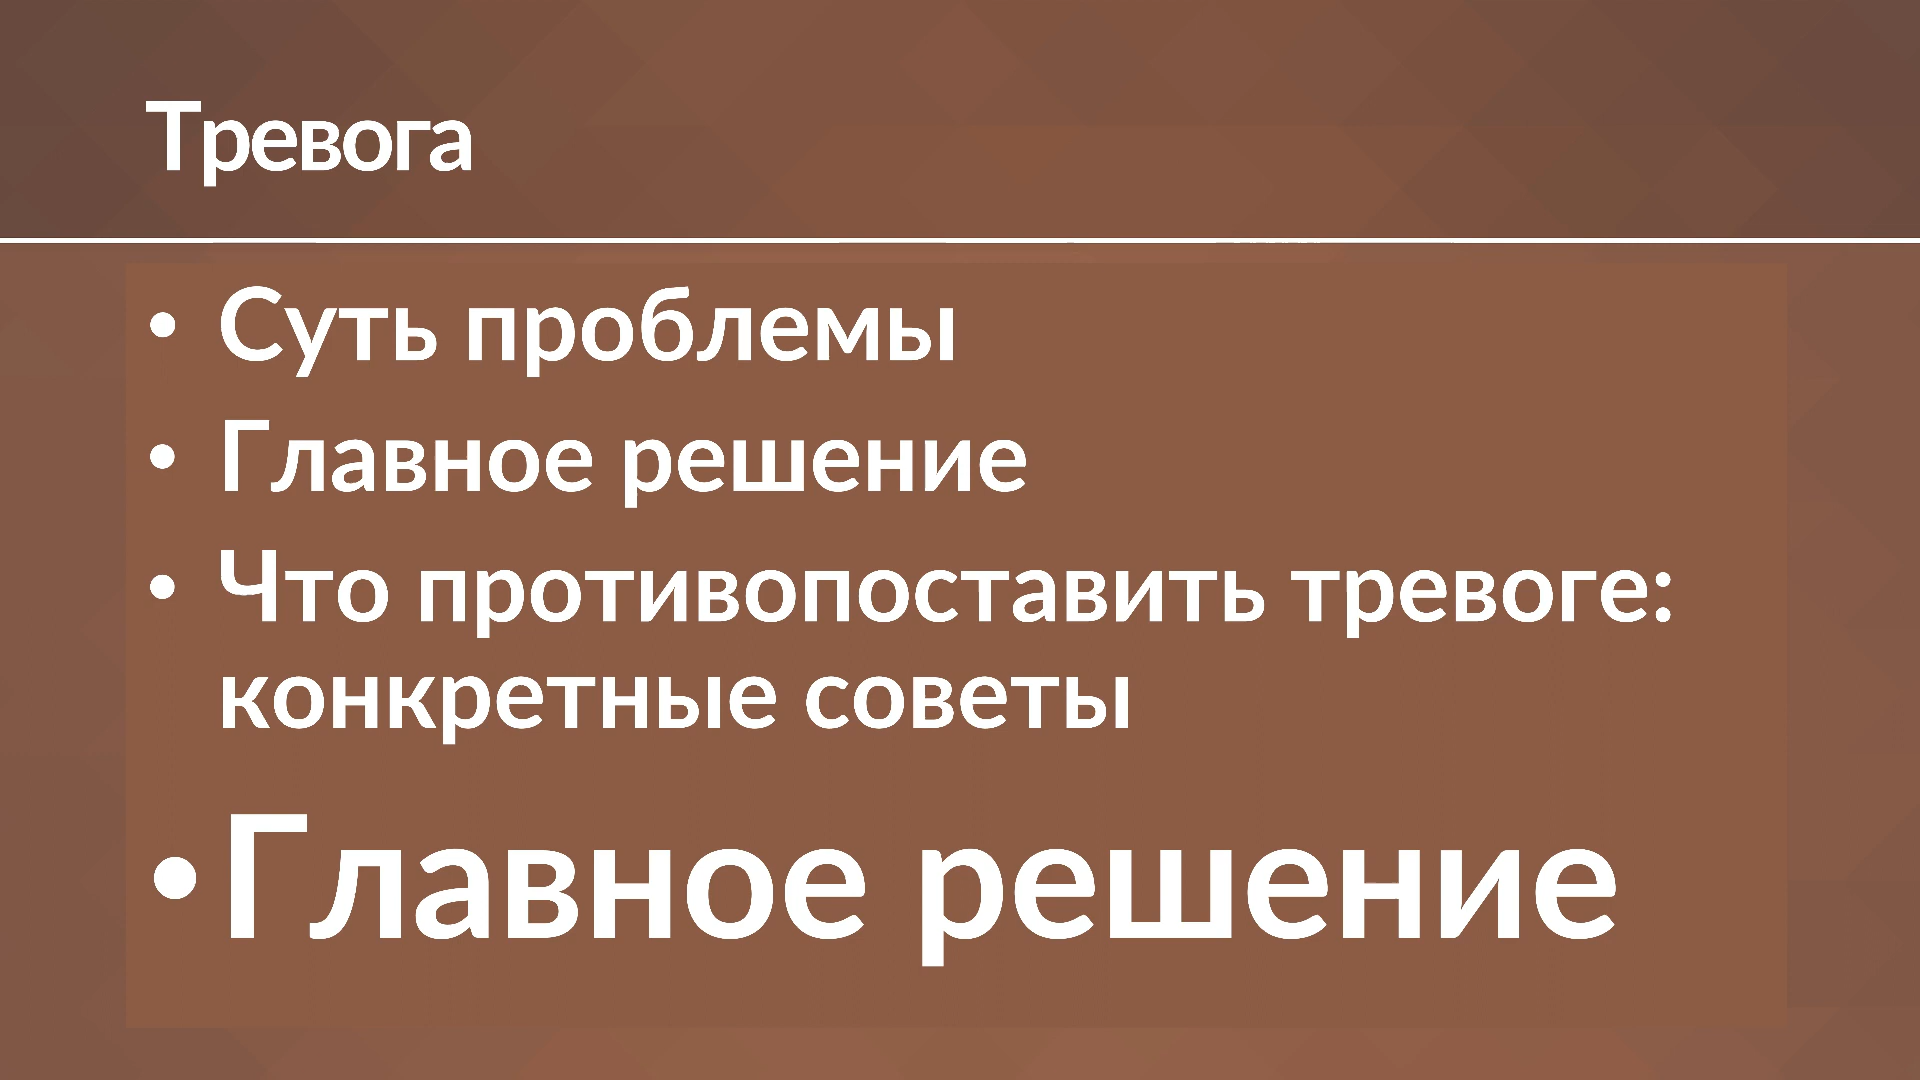 Тревога
• Суть проблемы
• Главное решение
• Что противопоставить тревоге:
конкретные советы
• Главное решение